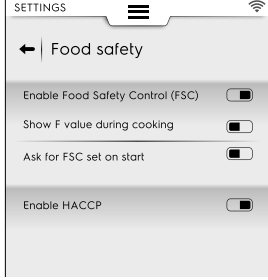 SETTINGS
Food safety
Enable Food Safety Control (FSC)
Show F value during cooking
Ask for FSC set on start
Enable HACCP